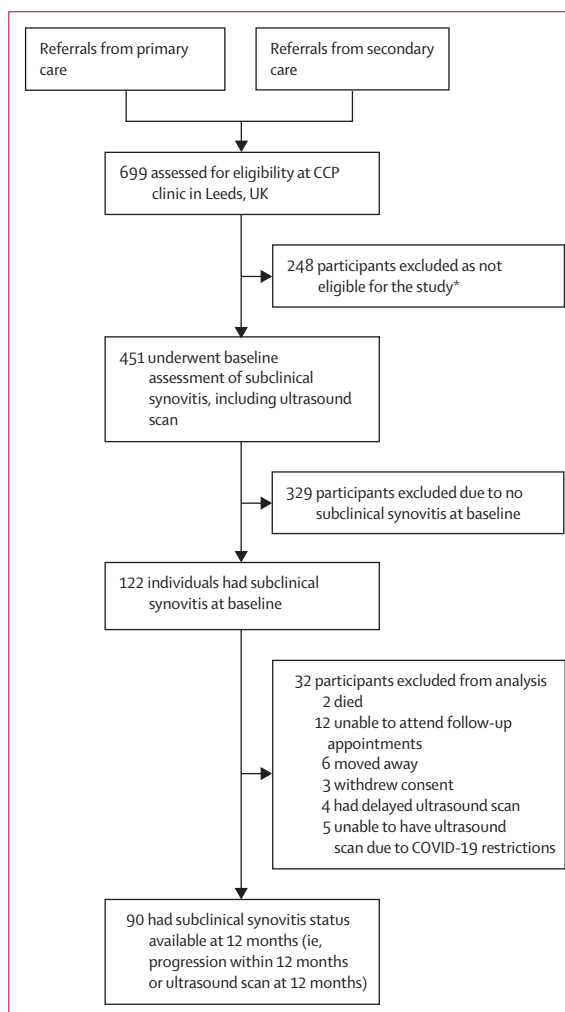 Referrals from primary
care
Referrals from secondary
care
699 assessed for eligibility at CCP
clinic in Leeds, UK
248 participants excluded as not
eligible for the study*
451 underwent baseline
assessment of subclinical
synovitis, including ultrasound
scan
329 participants excluded due to no
subclinical synovitis at baseline
122 individuals had subclinical
synovitis at baseline
32 participants excluded from analysis
2 died
12 unable to attend follow-up
appointments
6 moved away
3 withdrew consent
4 had delayed ultrasound scan
5 unable to have ultrasound
scan due to COVID-19 restrictions
90 had subclinical synovitis status
available at 12 months (ie,
progression within 12 months
or ultrasound scan at 12 months)